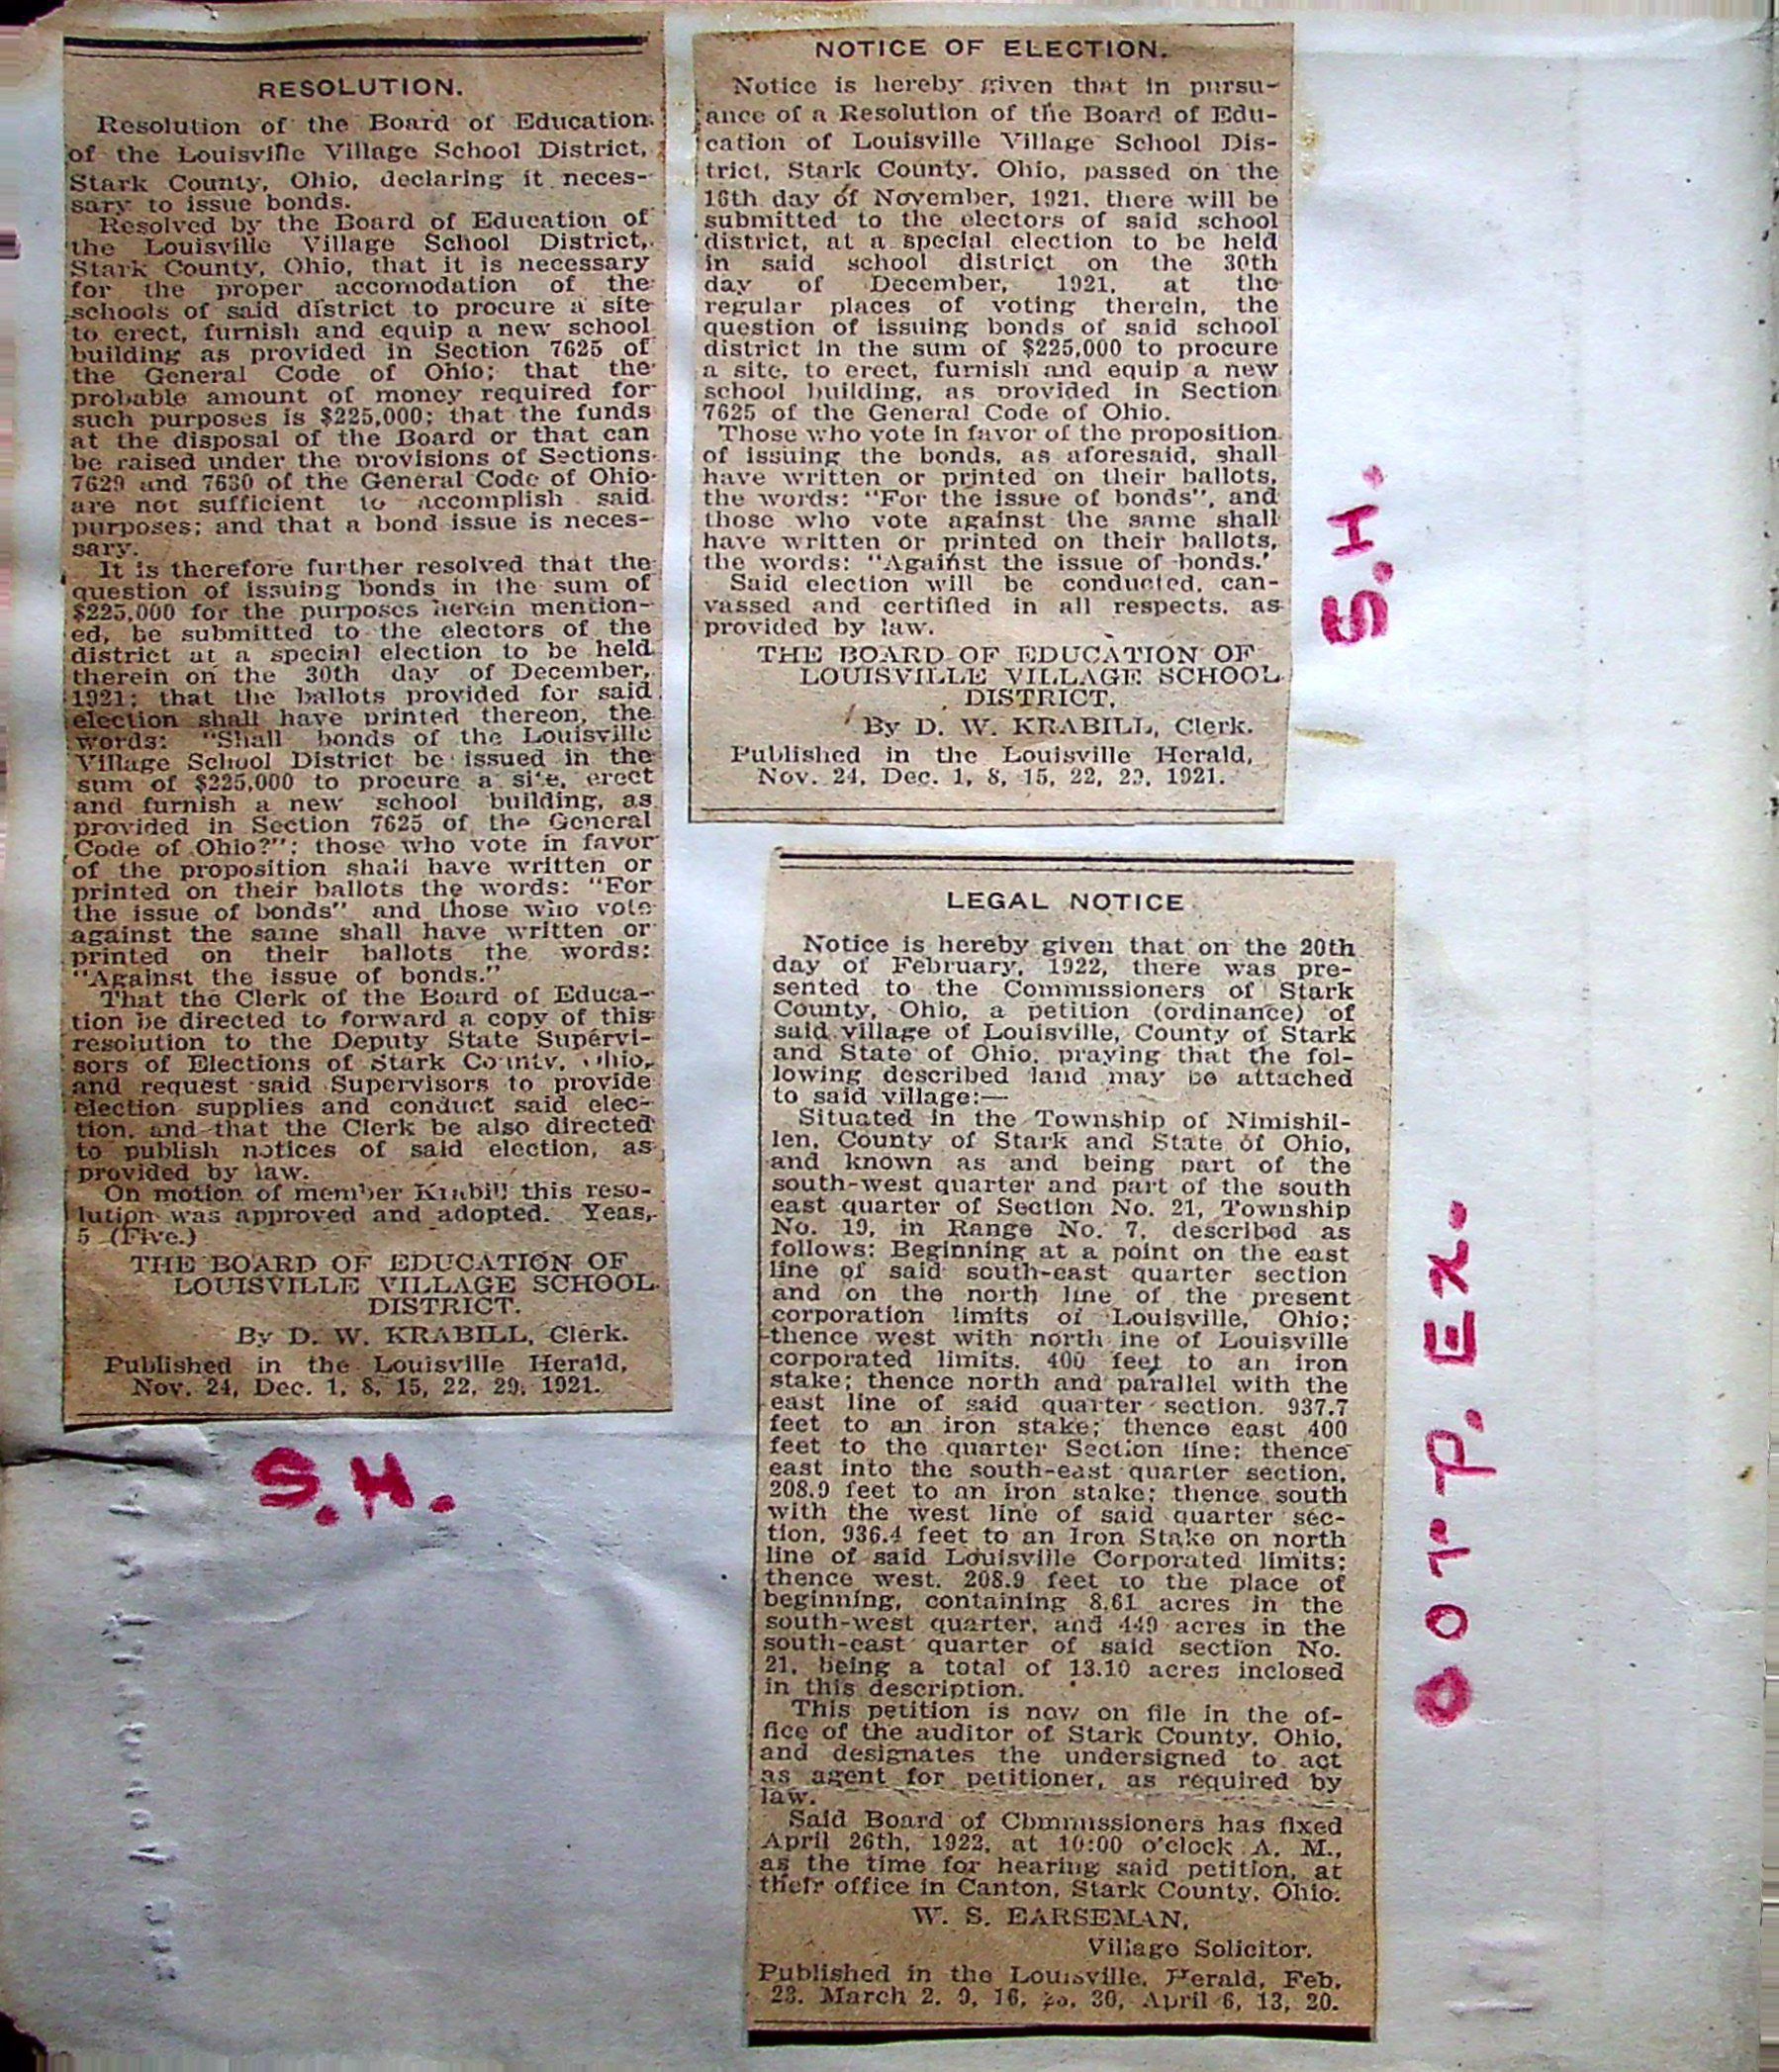 RESOLUTION.
Resolution of the Board of Education
of the Louisville Village School District,
Stark County, Ohio, declaring it neces-
sary to issue bonds.
Resolved by the Board of Education of
the Louisville Village School District,
Stark County, Ohio, that it is necessary
for the proper accomodation of the
schools of said district to procure a site
to erect, furnish and equip a new school
building as provided in Section 7625 of
the General Code of Ohio; that the
probable amount of money required for
such purposes is $225,000; that the funds
at the disposal of the Board or that can
be raised under the provisions of Sections
7629 and 7630 of the General Code of Ohio
are not sufficient to accomplish said
purposes; and that a bond issue is neces-
sary.
It is therefore further resolved that the
question of issuing bonds in the sum of
$225,000 for the purposes herein mention-
ed, be submitted to the electors of the
district at a special election to be held
therein on the 30th day of December,
1921; that the ballots provided for said
election shall have printed thereon, the
words: "Shall bonds of the Louisville
Village School District be issued in the
sum of $225,000 to procure a site, erect
and furnish a new school building, as
provided in Section 7625 of the General
Code of Ohio?"; those who vote in favor
of the proposition shall have written or
printed on their ballots the words: "For
the issue of bonds" and those who vote
against the same shall have written or
printed on their ballots the words:
"Against the issue of bonds."
That the Clerk of the Board of Educa-
tion be directed to forward a copy of this
resolution to the Deputy State Supervi-
sors of Elections of Stark County, Ohio,
and request said Supervisors to provide
election supplies and conduct said elec-
tion, and that the Clerk be also directed
to publish notices of said election, as
provided by law.
On motion of member this reso-
lution was approved and adopted. Yeas,
5 (Five.)
THE BOARD OF EDUCATION OF
LOUISVILLE VILLAGE SCHOOL
DISTRICT.
By D. W. KRABILL, Clerk.
Published in the Louisville Herald,
Nov. 24, Dec. 1, 8, 15, 22, 29, 1921.
S.H.
NOTICE OF ELECTION.
Notice is hereby given that in pursu-
ance of a Resolution of the Board of Edu-
cation of Louisville Village School Dis-
trict, Stark County, Ohio, passed on the
16th day of November, 1921, there will be
submitted to the electors of said school
district, at a special election to be held
in said school district on the 30th
day of December, 1921, at the
regular places of voting therein, the
question of issuing bonds of said school
district in the sum of $225,000 to procure
a site, to erect, furnish and equip a new
school building, as provided in Section
7625 of the General Code of Ohio.
Those who vote in favor of the proposition
of issuing the bonds, as aforesaid, shall
have written or printed on their ballots,
the words: "For the issue of bonds", and
those who vote against the same shall
have written or printed on their ballots,
the words: "Against the issue of bonds.'
Said election will be conducted, can-
vassed and certified in all respects, as
provided by law.
THE BOARD OF EDUCATION OF
LOUISVILLE VILLAGE SCHOOL
DISTRICT,
By D. W. KRABILL, Clerk.
Published in the Louisville Herald,
Nov. 24, Dec. 1, 8, 15, 22, 29, 1921.
S.H.
LEGAL NOTICE
Notice is hereby given that on the 20th
day of February, 1922, there was pre-
sented to the Commissioners of Stark
County, Ohio, a petition (ordinance) of
said village of Louisville, County of Stark
and State of Ohio, praying that the fol-
lowing described land may be attached
to said village:—
Situated in the Township of Nimishil-
len, County of Stark and State of Ohio,
and known as and being part of the
south-west quarter and part of the south
east quarter of Section No. 21, Township
No. 19, in Range No. 7, described as
follows: Beginning at a point on the east
line of said south-east quarter section
and on the north line of the present
corporation limits of Louisville, Ohio;
thence west with north ine of Louisville
corporated limits, 400 feet to an iron
stake; thence north and parallel with the
east line of said quarter section, 937.7
feet to an iron stake; thence east 400
feet to the quarter Section line; thence
east into the south-east quarter section,
208.9 feet to an iron stake; thence south
with the west line of said quarter sec-
tion, 936.4 feet to an Iron Stake on north
line of said Louisville Corporated limits;
thence west, 208.9 feet to the place of
beginning, containing 8.61 acres in the
south-west quarter, and 449 acres in the
south-east quarter of said section No.
21, being a total of 13.10 acres inclosed
in this description.
This petition is now on file in the of-
fice of the auditor of Stark County, Ohio,
and designates the undersigned to act
as agent for petitioner, as required by
law.
Said Board of Commissioners has fixed
April 26th, 1922, at 10:00 o'clock A. M.,
as the time for hearing said petition, at
their office in Canton, Stark County, Ohio.
W. S. EARSEMAN,
Village Solicitor.
Published in the Louisville, Herald, Feb.
23, March 2, 9, 16, 30, April 6, 13, 20.
Corp. Ex.